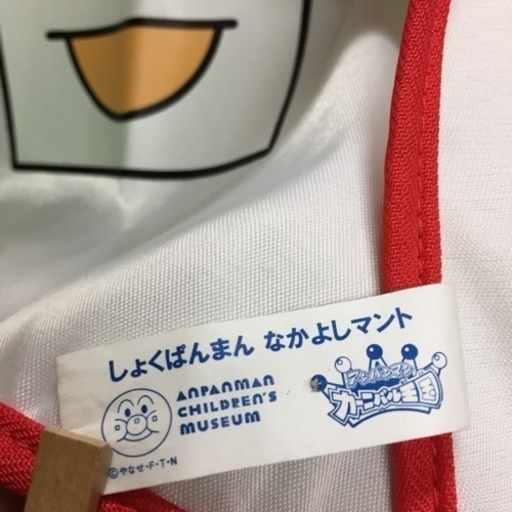 しょくぱんまん なかよしマント
ANPANMAN
CHILDREN'S
MUSEUM
アンパンマン
カーニバル王国
©やなせ・F・T・N